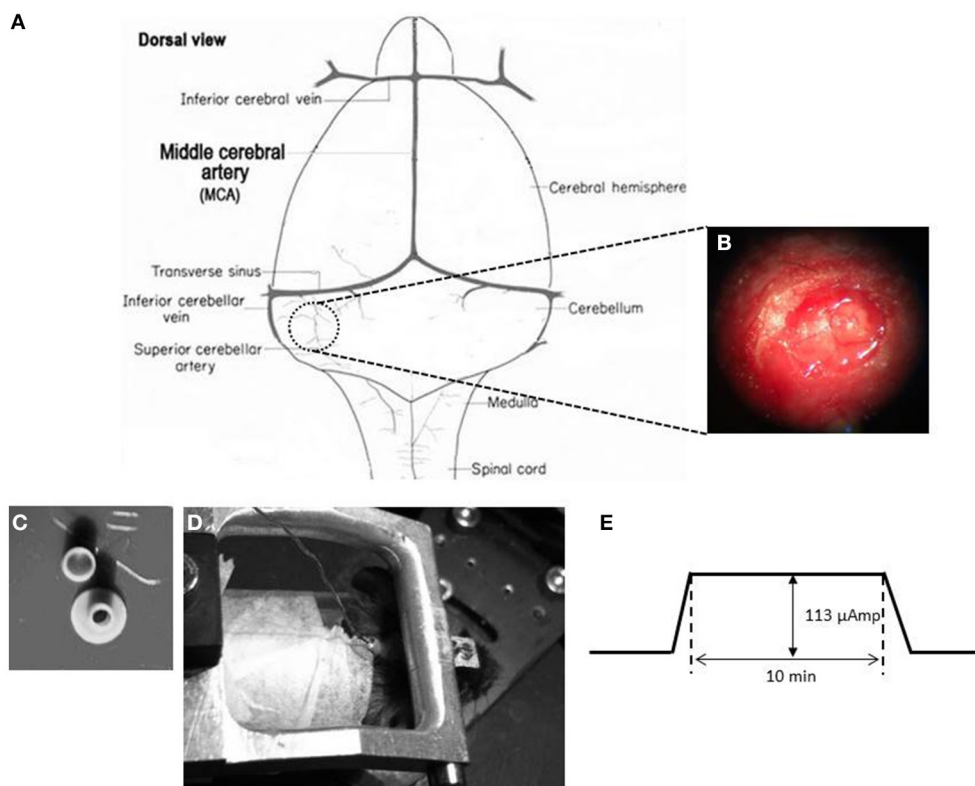 A
Dorsal view
Inferior cerebral vein
Middle cerebral
artery
(MCA)
Cerebral hemisphere
B
Transverse sinus
Inferior cerebellar
vein
Cerebellum
Superior cerebellar
artery
Medulla
Spinal cord
C
D
E
113 µAmp
10 min